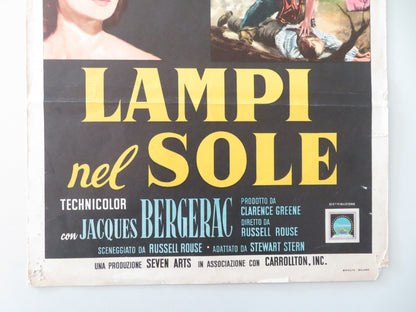 LAMPI
nel SOLE
TECHNICOLOR
con JACQUES BERGERAC
PRODOTTO DA
CLARENCE GREENE
DIRETTO DA
RUSSELL ROUSE
SCENEGGIATO DA RUSSELL ROUSE • ADATTATO DA STEWART STERN
UNA PRODUZIONE SEVEN ARTS IN ASSOCIAZIONE CON CARROLLTON, INC.
DISTRIBUZIONE